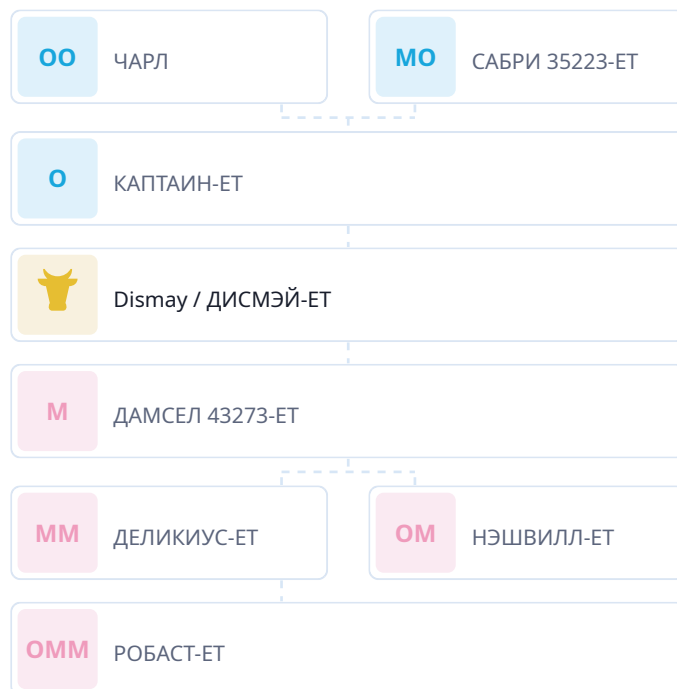 ОО ЧАРЛ
МО САБРИ 35223-ЕТ
О КАПТАИН-ЕТ
Dismay / ДИСМЭЙ-ЕТ
М ДАМСЕЛ 43273-ЕТ
ММ ДЕЛИКИУС-ЕТ
ОМ НЭШВИЛЛ-ЕТ
ОММ РОБАСТ-ЕТ